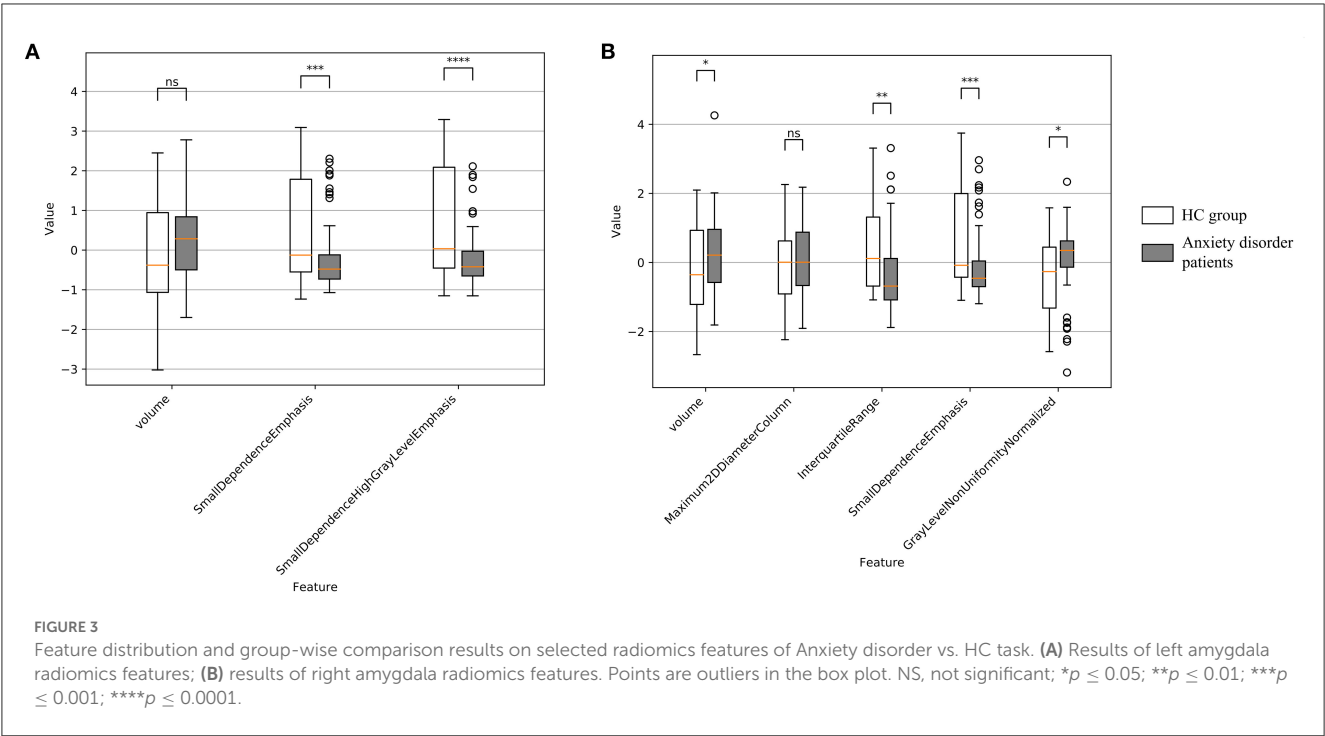 A
B
ns
***
****
4
3
2
1
0
−1
−2
−3
Value
volume
SmallDependenceEmphasis
SmallDependenceHighGrayLevelEmphasis
Feature
*
ns
**
***
*
4
2
0
−2
Value
volume
Maximum2DDiameterColumn
InterquartileRange
SmallDependenceEmphasis
GrayLevelNonUniformityNormalized
Feature
HC group
Anxiety disorder
patients
FIGURE 3
Feature distribution and group-wise comparison results on selected radiomics features of Anxiety disorder vs. HC task. (A) Results of left amygdala
radiomics features; (B) results of right amygdala radiomics features. Points are outliers in the box plot. NS, not significant; *p ≤ 0.05; **p ≤ 0.01; ***p
≤ 0.001; ****p ≤ 0.0001.